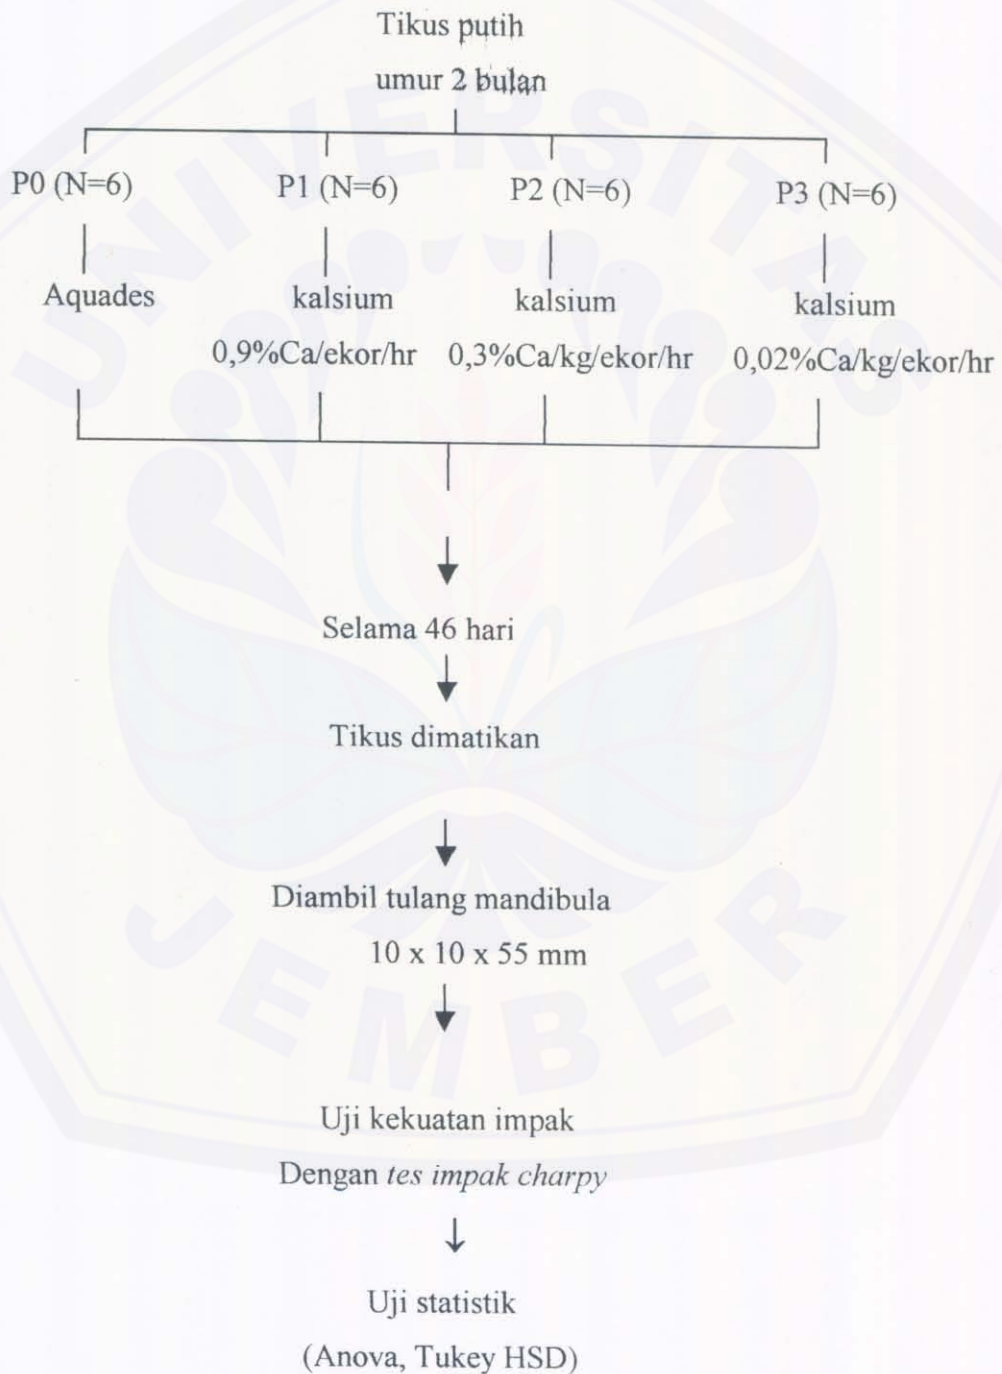 Tikus putih
umur 2 bulan
P0 (N=6) P1 (N=6) P2 (N=6) P3 (N=6)
Aquades kalsium kalsium kalsium
0,9%Ca/ekor/hr 0,3%Ca/kg/ekor/hr 0,02%Ca/kg/ekor/hr
Selama 46 hari
Tikus dimatikan
Diambil tulang mandibula
10 x 10 x 55 mm
Uji kekuatan impak
Dengan tes impak charpy
Uji statistik
(Anova, Tukey HSD)
UNIVERSITAS
JEMBER